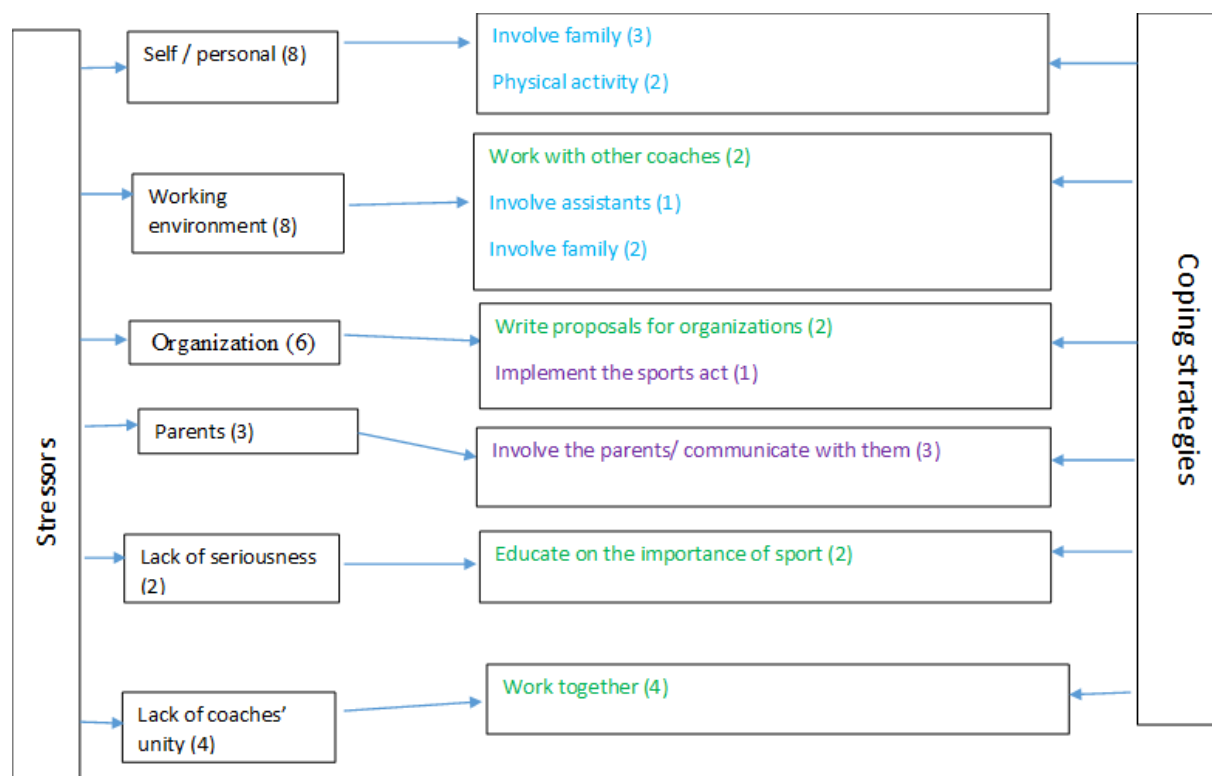 Stressors
Self / personal (8)
Involve family (3)
Physical activity (2)
Working
environment (8)
Work with other coaches (2)
Involve assistants (1)
Involve family (2)
Organization (6)
Write proposals for organizations (2)
Implement the sports act (1)
Parents (3)
Involve the parents/ communicate with them (3)
Lack of seriousness
(2)
Educate on the importance of sport (2)
Lack of coaches’
unity (4)
Work together (4)
Coping strategies